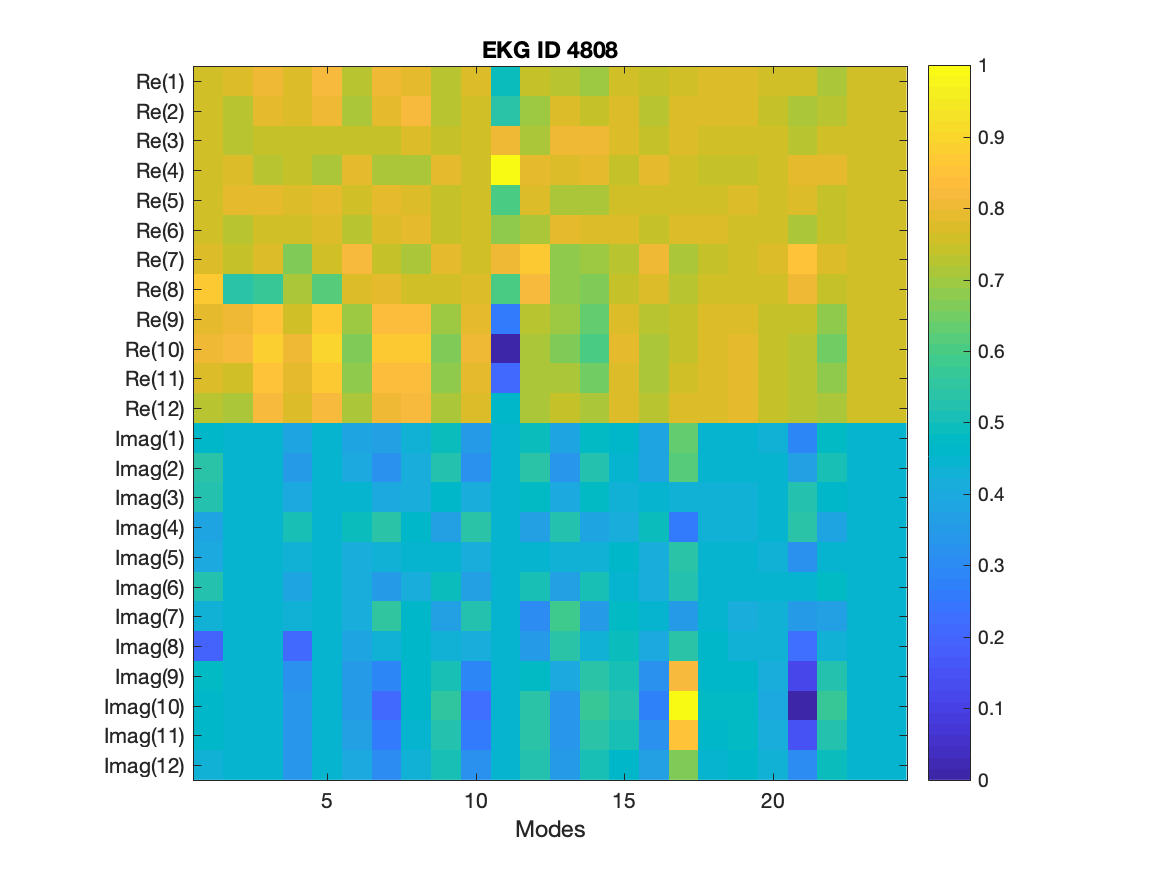 EKG ID 4808
Re(1)
Re(2)
Re(3)
Re(4)
Re(5)
Re(6)
Re(7)
Re(8)
Re(9)
Re(10)
Re(11)
Re(12)
Imag(1)
Imag(2)
Imag(3)
Imag(4)
Imag(5)
Imag(6)
Imag(7)
Imag(8)
Imag(9)
Imag(10)
Imag(11)
Imag(12)
5 10 15 20
Modes
1
0.9
0.8
0.7
0.6
0.5
0.4
0.3
0.2
0.1
0